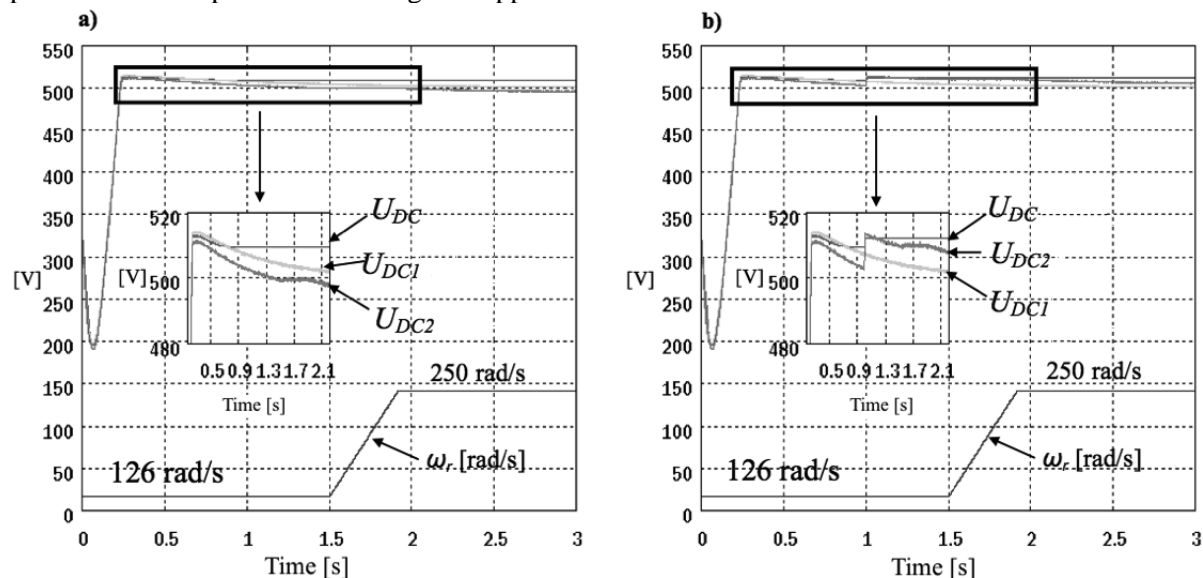 a)
550
500
450
400
350
300
[V]
250
200
150
100
50
0
0 0.5 1 1.5 2 2.5 3
Time [s]
520
[V]
500
480
0.5 0.9 1.3 1.7 2.1
Time [s]
U_DC
U_DC1
U_DC2
250 rad/s
ω_r [rad/s]
126 rad/s
b)
550
500
450
400
350
300
[V]
250
200
150
100
50
0
0 0.5 1 1.5 2 2.5 3
Time [s]
520
[V]
500
480
0.5 0.9 1.3 1.7 2.1
Time [s]
U_DC
U_DC2
U_DC1
250 rad/s
ω_r [rad/s]
126 rad/s